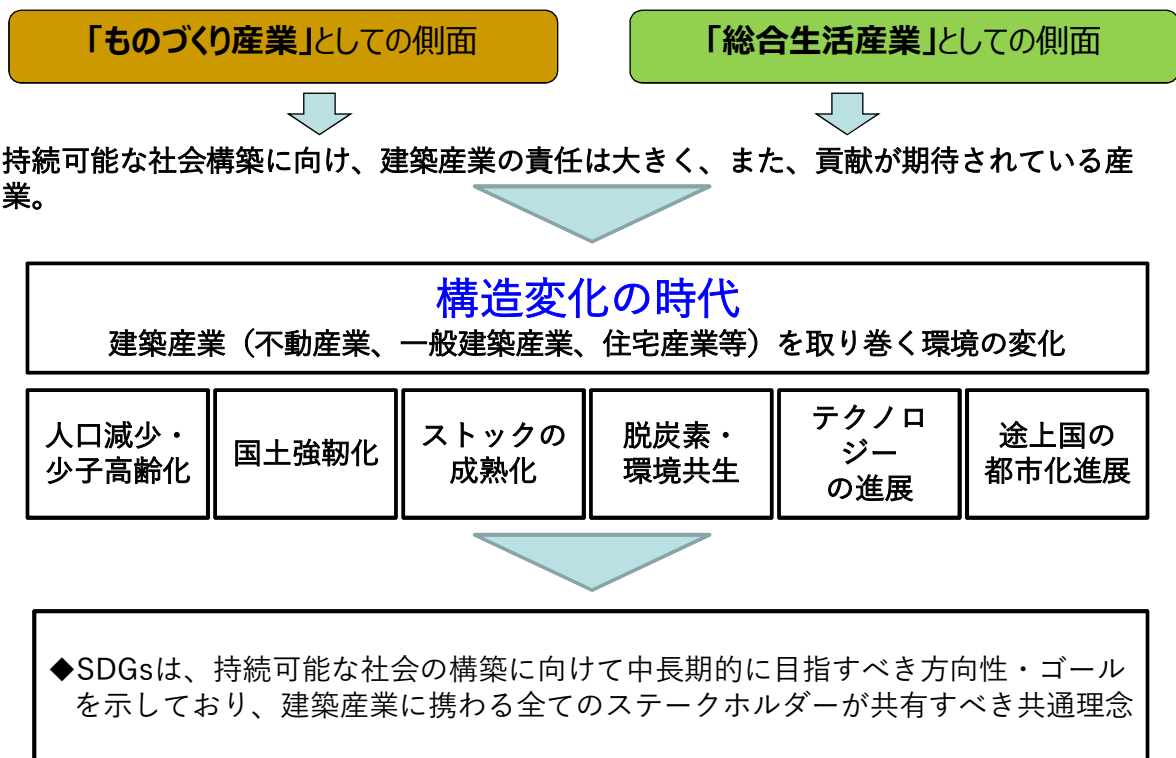 「ものづくり産業」としての側面
「総合生活産業」としての側面
持続可能な社会構築に向け、建築産業の責任は大きく、また、貢献が期待されている産
業。
構造変化の時代
建築産業（不動産業、一般建築産業、住宅産業等）を取り巻く環境の変化
人口減少・
少子高齢化
国土強靭化
ストックの
成熟化
脱炭素・
環境共生
テクノロ
ジー
の進展
途上国の
都市化進展
◆SDGsは、持続可能な社会の構築に向けて中長期的に目指すべき方向性・ゴール
を示しており、建築産業に携わる全てのステークホルダーが共有すべき共通理念